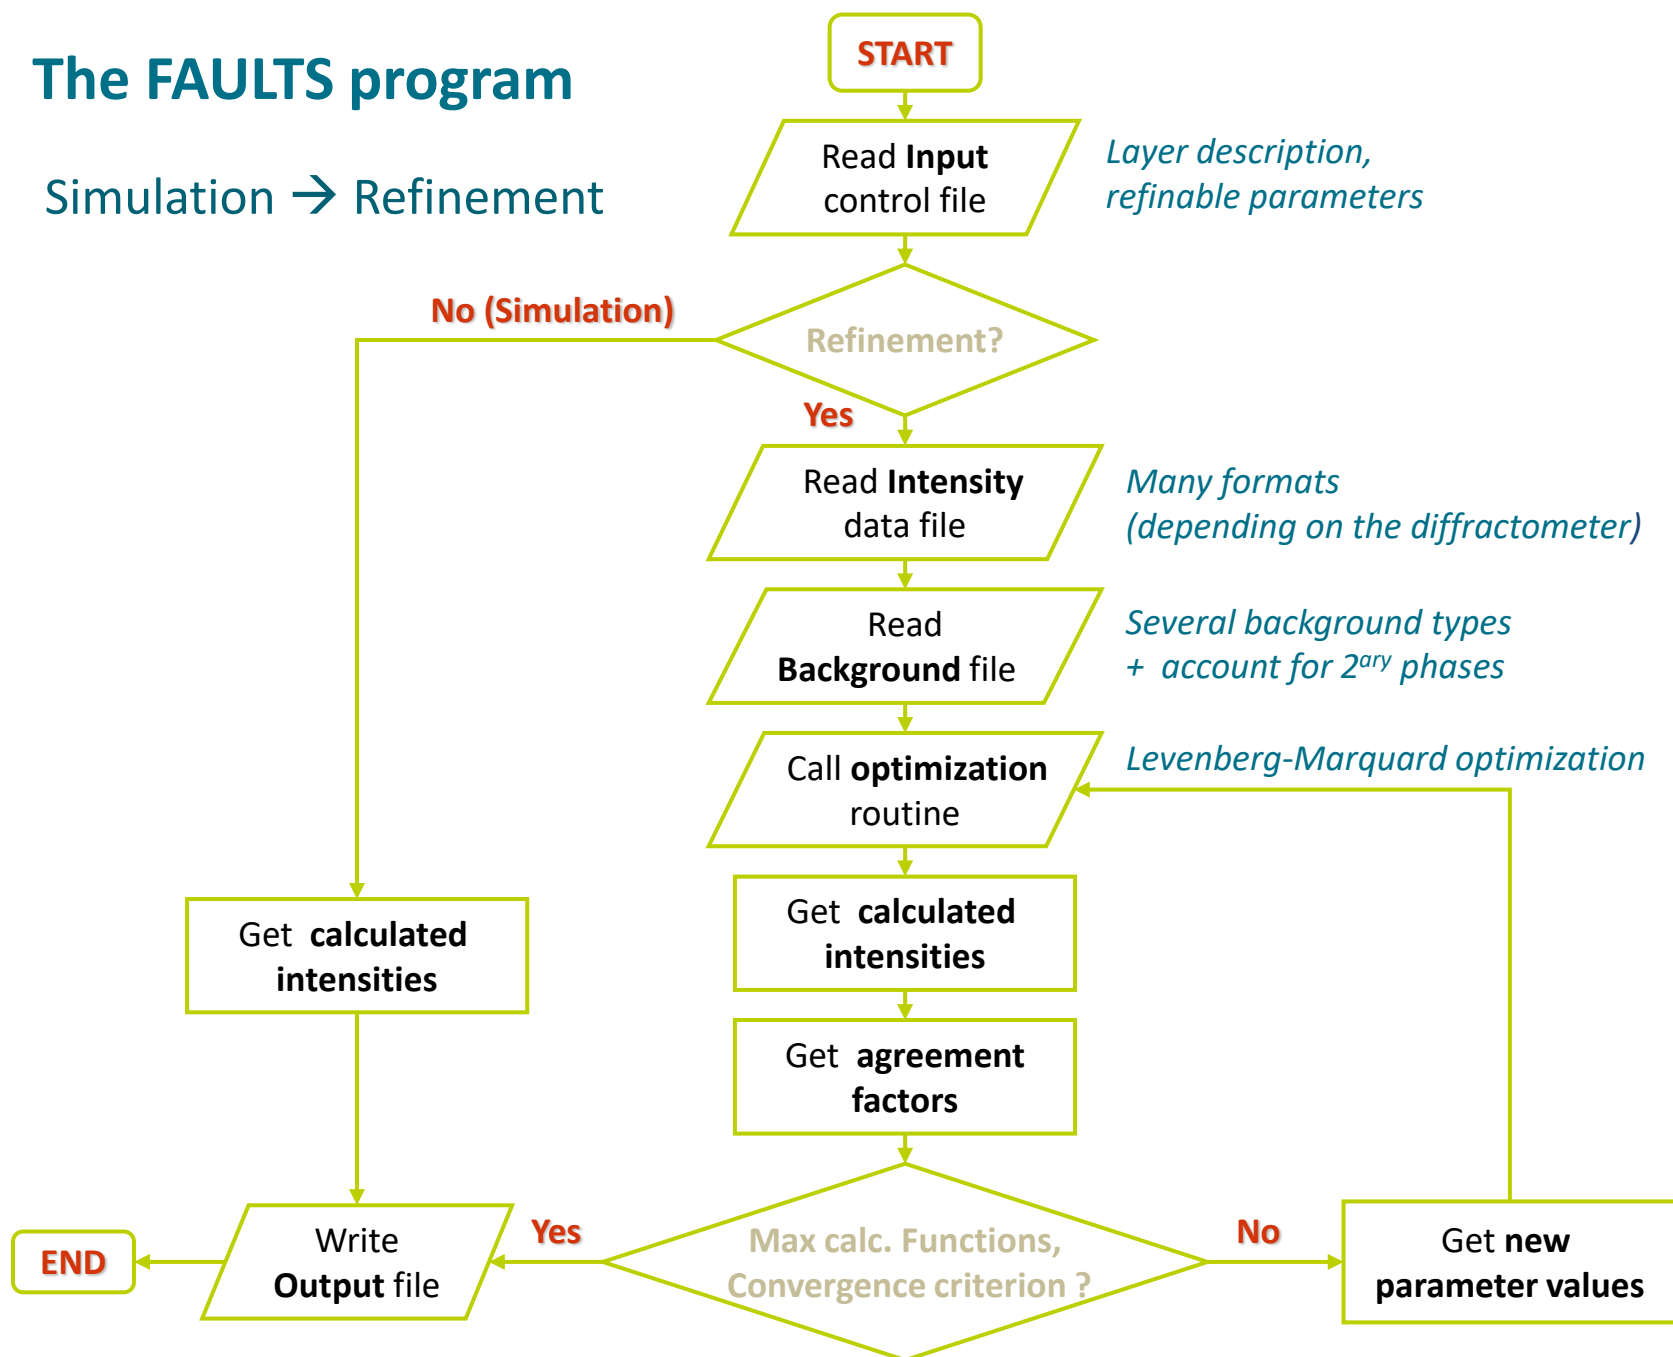 The FAULTS program
Simulation → Refinement
START
Read Input
control file
Layer description,
refinable parameters
No (Simulation)
Refinement?
Yes
Read Intensity
data file
Many formats
(depending on the diffractometer)
Read
Background file
Several background types
+ account for 2ary phases
Call optimization
routine
Levenberg-Marquard optimization
Get calculated
intensities
Get calculated
intensities
Get agreement
factors
END
Write
Output file
Yes
Max calc. Functions,
Convergence criterion ?
No
Get new
parameter values